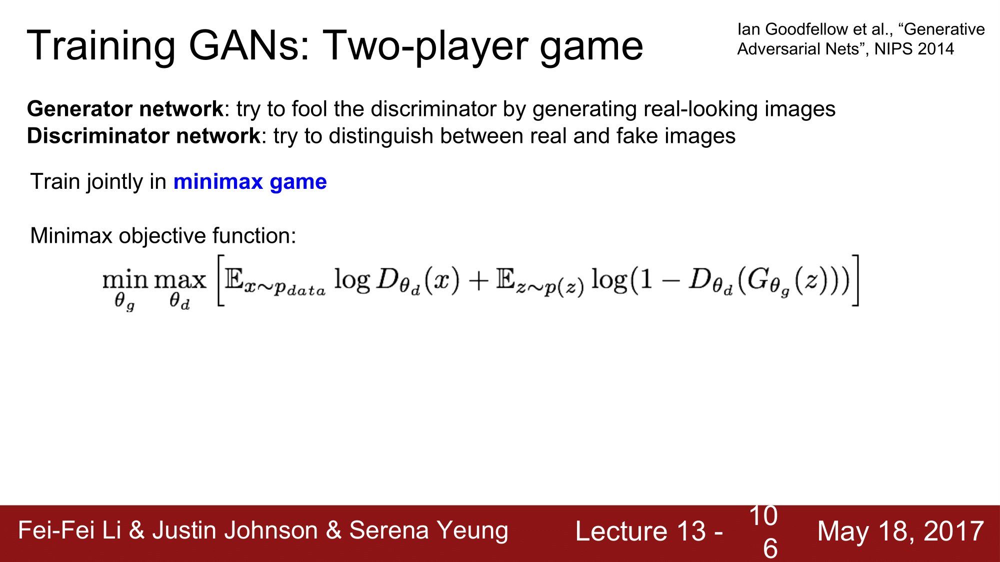 Training GANs: Two-player game
Ian Goodfellow et al., “Generative
Adversarial Nets”, NIPS 2014
Generator network: try to fool the discriminator by generating real-looking images
Discriminator network: try to distinguish between real and fake images
Train jointly in minimax game
Minimax objective function:
$\min_{\theta_g} \max_{\theta_d} \left[ \mathbb{E}_{x \sim p_{data}} \log D_{\theta_d}(x) + \mathbb{E}_{z \sim p(z)} \log(1 - D_{\theta_d}(G_{\theta_g}(z))) \right]$
Fei-Fei Li & Justin Johnson & Serena Yeung
Lecture 13 -
10
6
May 18, 2017